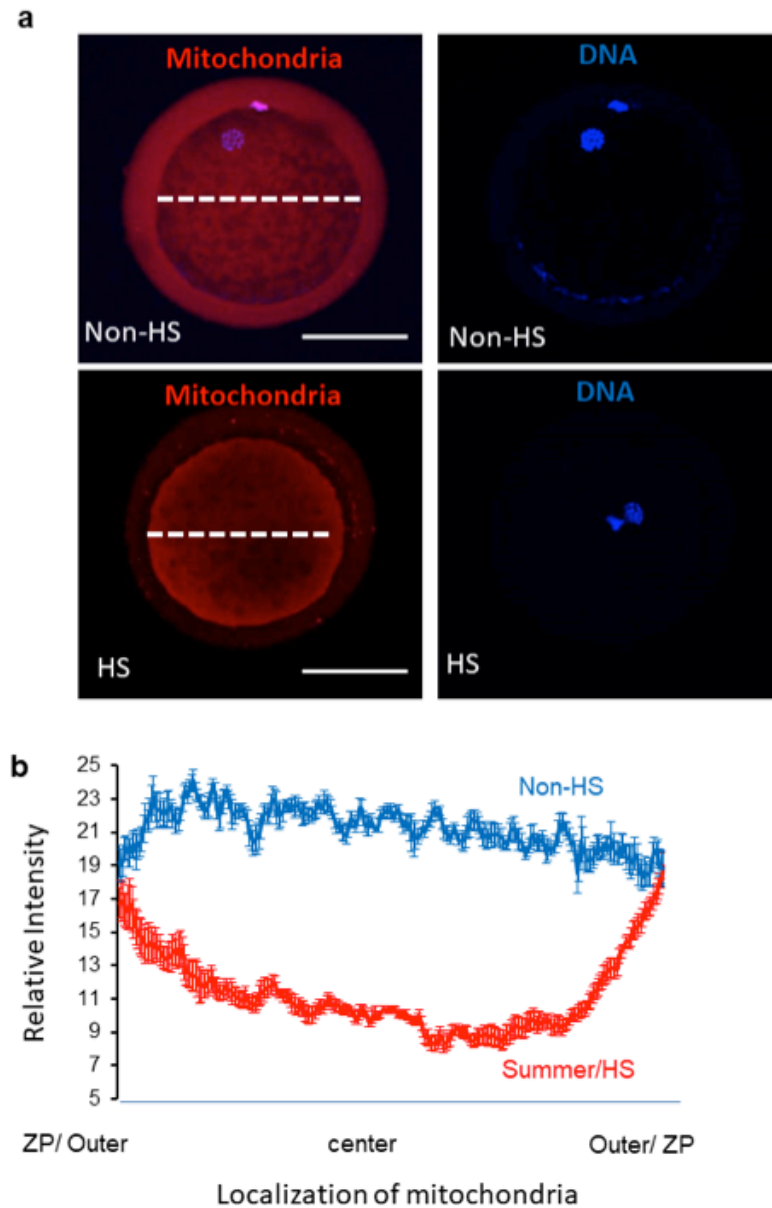 a
Mitochondria
DNA
Non-HS
Non-HS
Mitochondria
DNA
HS
HS
b
25
23
21
19
17
15
13
11
9
7
5
Relative Intensity
Non-HS
Summer/HS
ZP/ Outer
center
Outer/ ZP
Localization of mitochondria